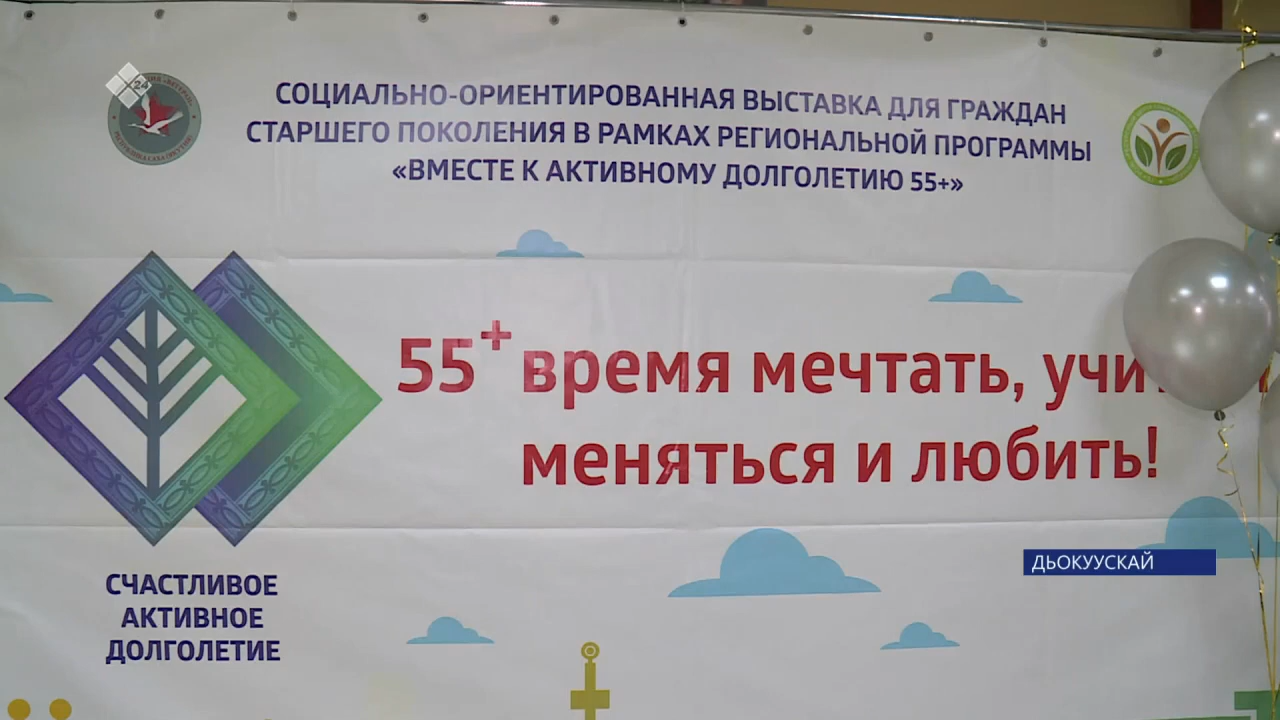 24
СОЦИАЛЬНО-ОРИЕНТИРОВАННАЯ ВЫСТАВКА ДЛЯ ГРАЖДАН
СТАРШЕГО ПОКОЛЕНИЯ В РАМКАХ РЕГИОНАЛЬНОЙ ПРОГРАММЫ
«ВМЕСТЕ К АКТИВНОМУ ДОЛГОЛЕТИЮ 55+»
55+ время мечтать,
меняться и любить!
ДЬОКУУСКАЙ
СЧАСТЛИВОЕ
АКТИВНОЕ
ДОЛГОЛЕТИЕ